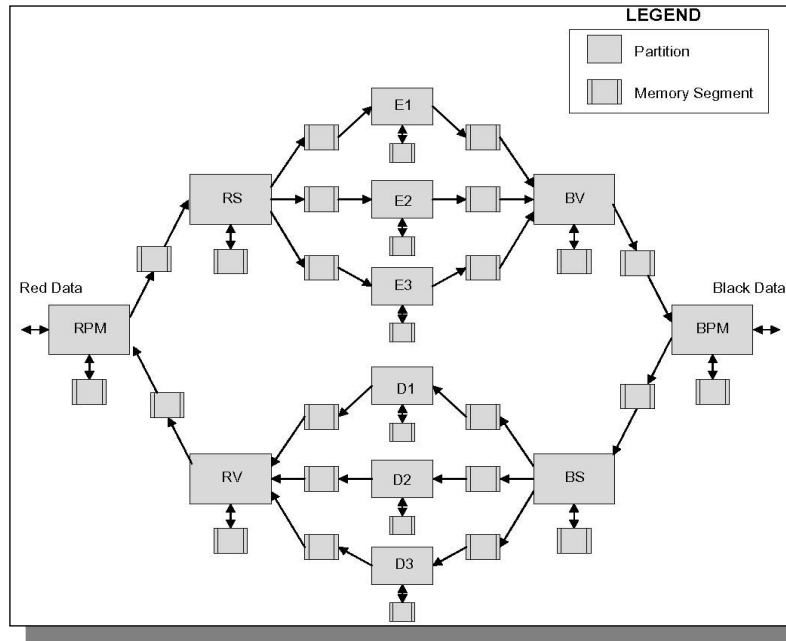 LEGEND
Partition
Memory Segment
E1
RS
E2
BV
E3
Red Data
Black Data
RPM
BPM
D1
RV
D2
BS
D3